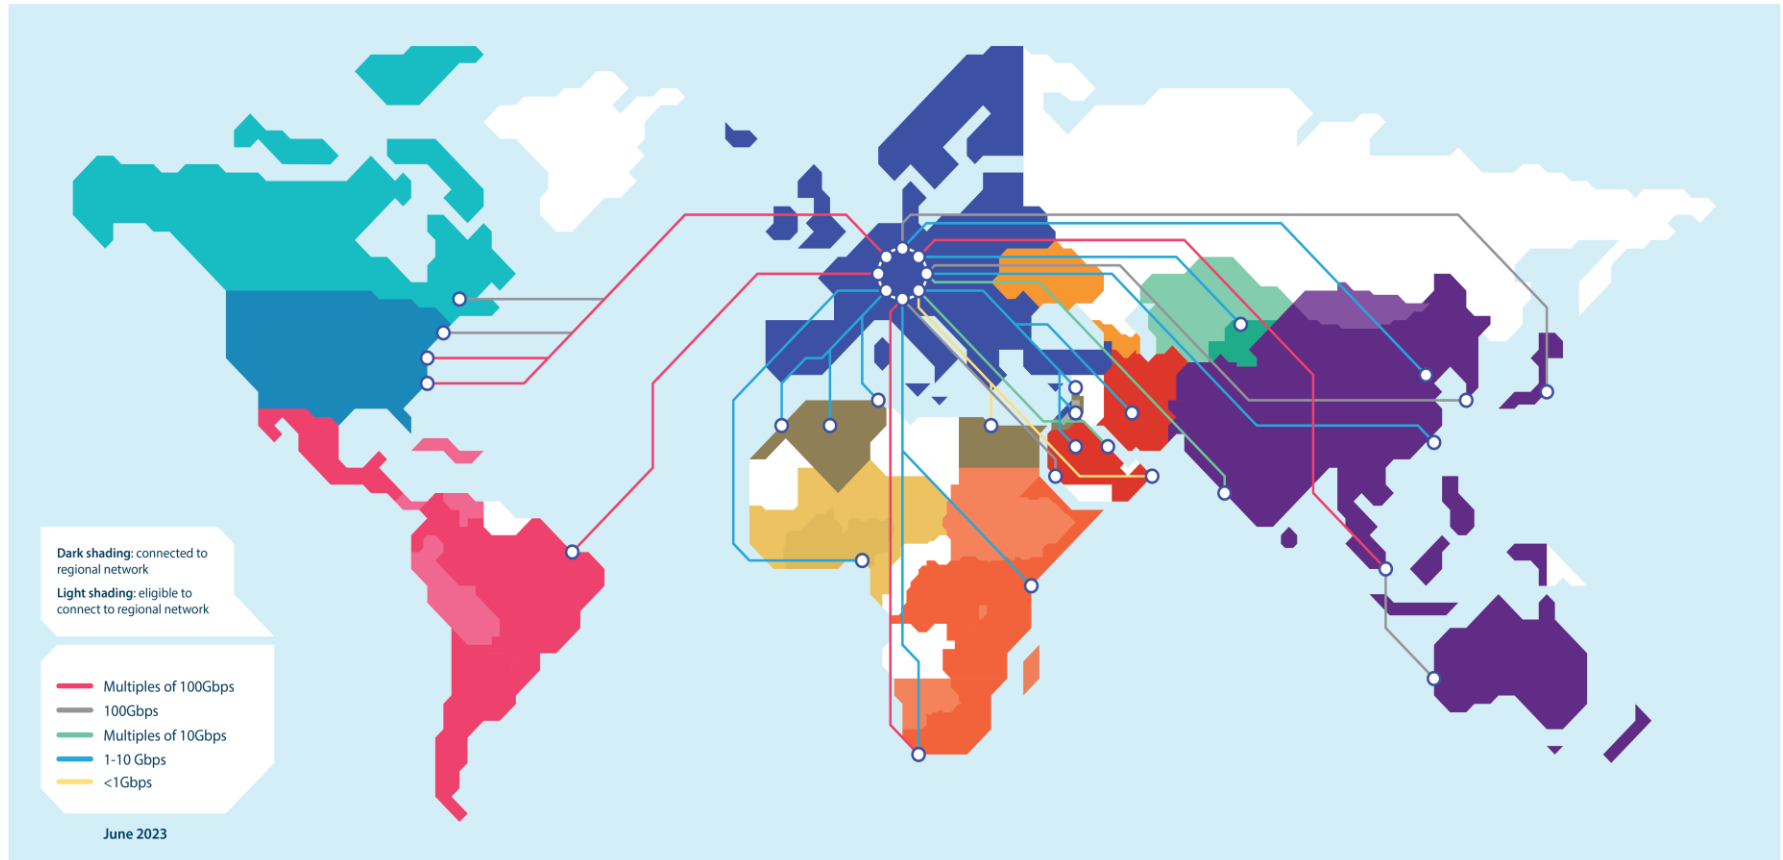 Dark shading: connected to
regional network
Light shading: eligible to
connect to regional network
Multiples of 100Gbps
100Gbps
Multiples of 10Gbps
1-10 Gbps
<1Gbps
June 2023